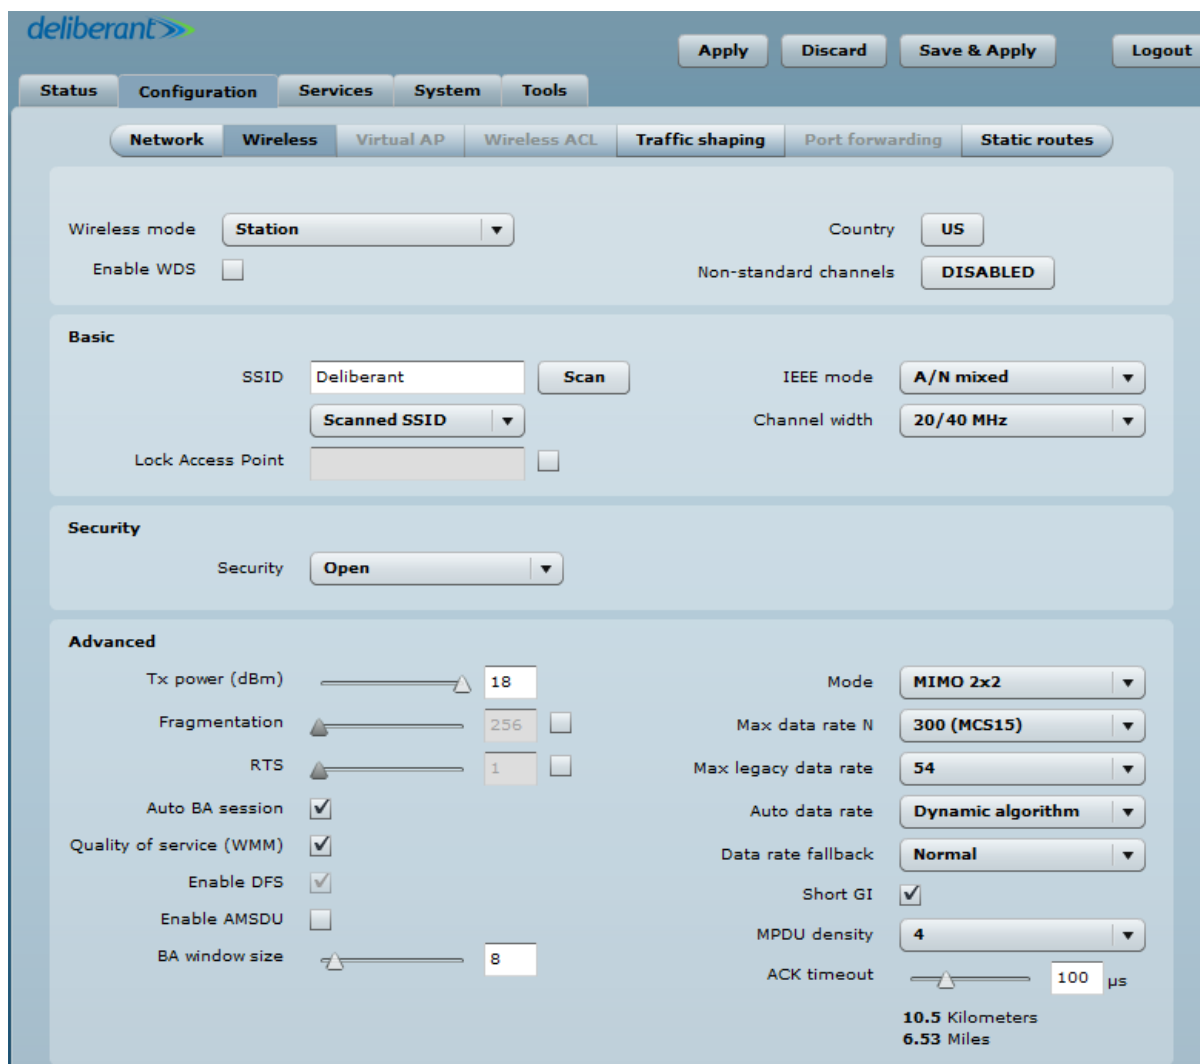 deliberant
Apply Discard Save & Apply Logout
Status Configuration Services System Tools
Network Wireless Virtual AP Wireless ACL Traffic shaping Port forwarding Static routes
Wireless mode Station Country US
Enable WDS Non-standard channels DISABLED
Basic
SSID Deliberant Scan IEEE mode A/N mixed
Scanned SSID Channel width 20/40 MHz
Lock Access Point
Security
Security Open
Advanced
Tx power (dBm) 18 Mode MIMO 2x2
Fragmentation 256 Max data rate N 300 (MCS15)
RTS 1 Max legacy data rate 54
Auto BA session Auto data rate Dynamic algorithm
Quality of service (WMM) Data rate fallback Normal
Enable DFS Short GI
Enable AMSDU MPDU density 4
BA window size 8 ACK timeout 100 µs
10.5 Kilometers
6.53 Miles